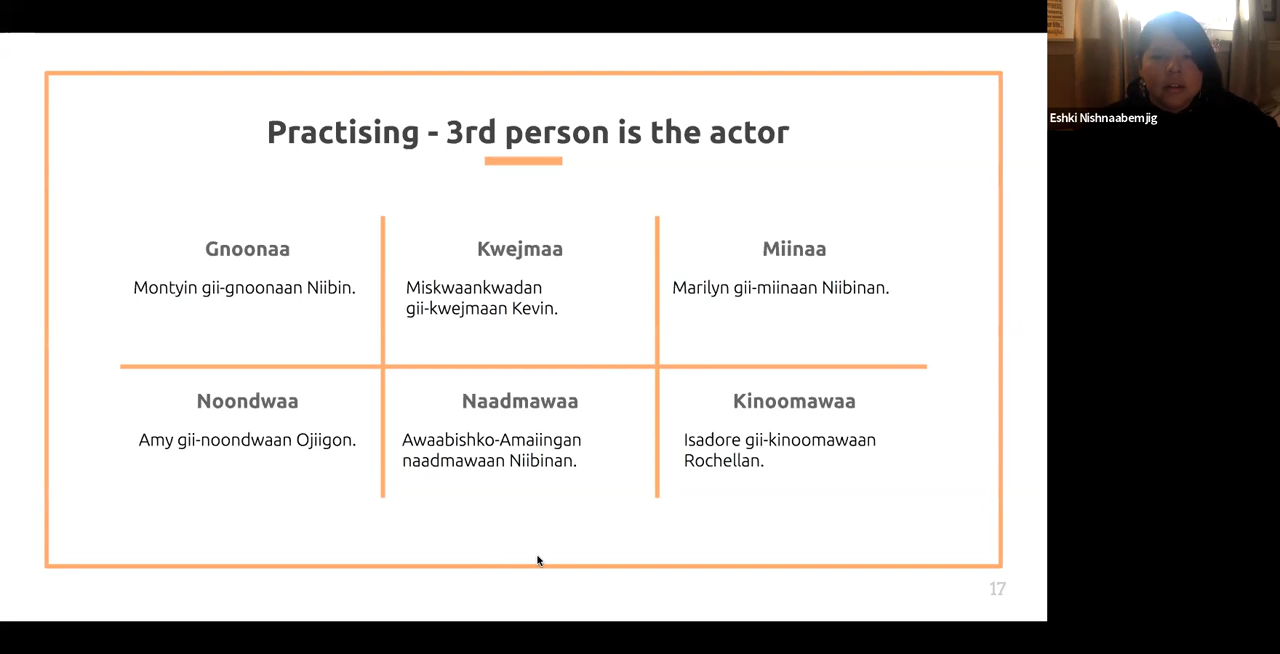 Practising - 3rd person is the actor
Gnoonaa
Montyin gii-gnoonaan Niibin.
Kwejmaa
Miskwaankwadan
gii-kwejmaan Kevin.
Miinaa
Marilyn gii-miinaan Niibinan.
Noondwaa
Amy gii-noondwaan Ojiigon.
Naadmawaa
Awaabishko-Amaiingan
naadmawaan Niibinan.
Kinoomawaa
Isadore gii-kinoomawaan
Rochellan.
17
Eshki Nishnaabemjig